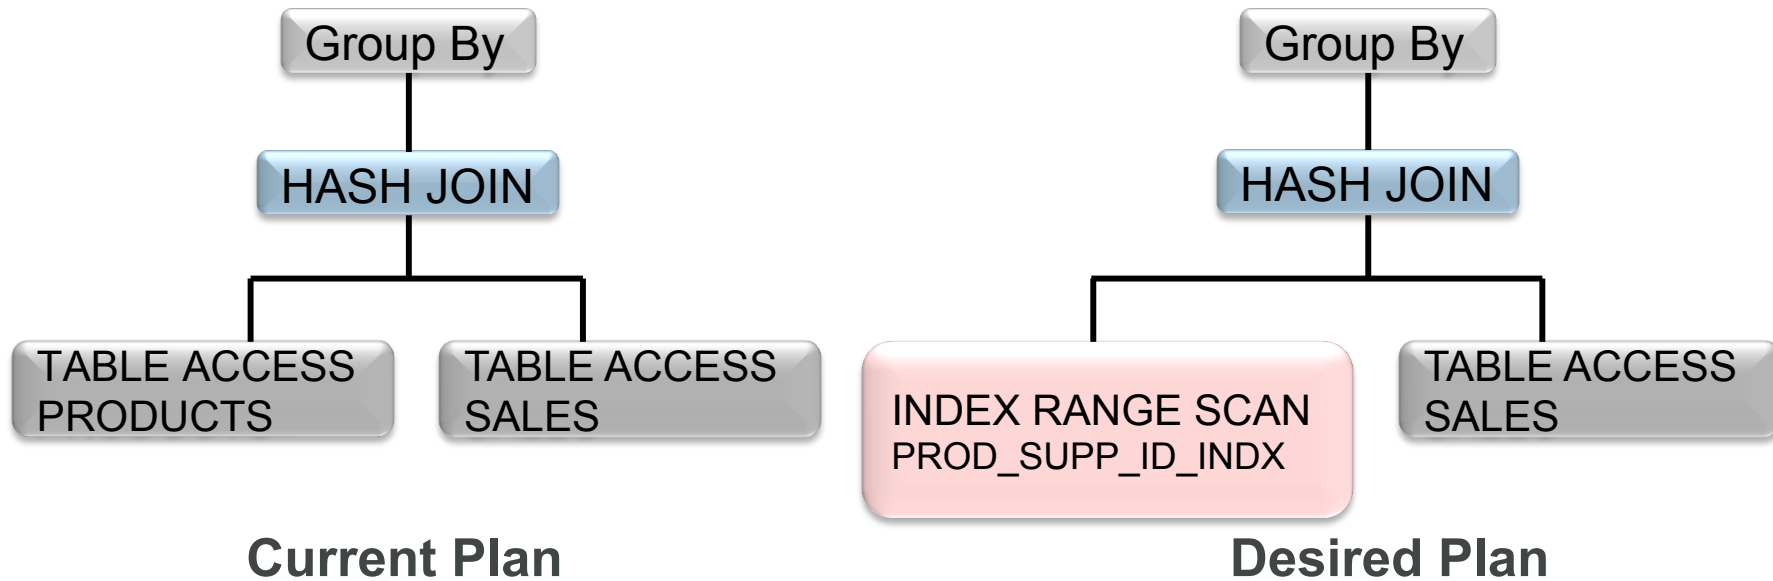 Group By
HASH JOIN
TABLE ACCESS
PRODUCTS
TABLE ACCESS
SALES
Current Plan
Group By
HASH JOIN
INDEX RANGE SCAN
PROD_SUPP_ID_INDX
TABLE ACCESS
SALES
Desired Plan